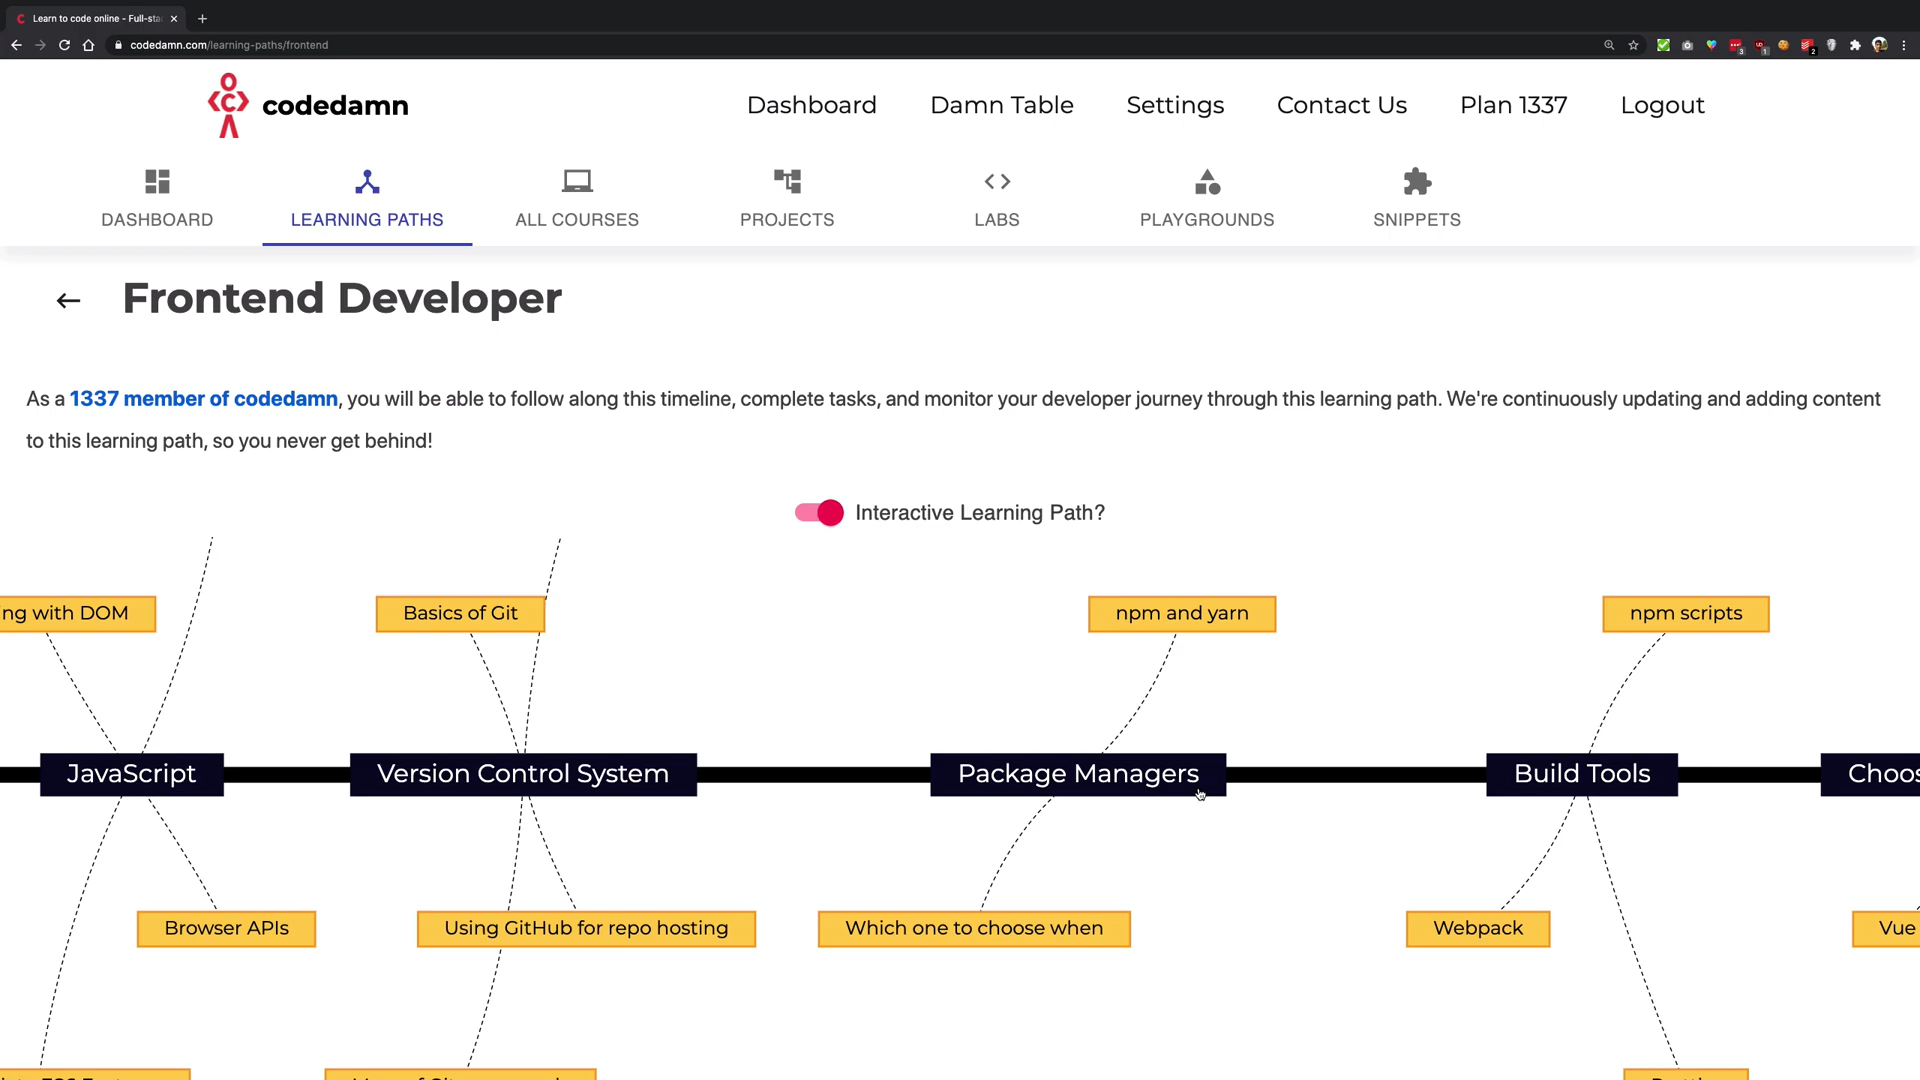 Learn to code online - Full-sta
codedamn.com/learning-paths/frontend
codedamn
Dashboard
Damn Table
Settings
Contact Us
Plan 1337
Logout
DASHBOARD
LEARNING PATHS
ALL COURSES
PROJECTS
LABS
PLAYGROUNDS
SNIPPETS
Frontend Developer
As a 1337 member of codedamn, you will be able to follow along this timeline, complete tasks, and monitor your developer journey through this learning path. We're continuously updating and adding content
to this learning path, so you never get behind!
Interactive Learning Path?
ing with DOM
Basics of Git
npm and yarn
npm scripts
JavaScript
Version Control System
Package Managers
Build Tools
Choos
Browser APIs
Using GitHub for repo hosting
Which one to choose when
Webpack
Vue